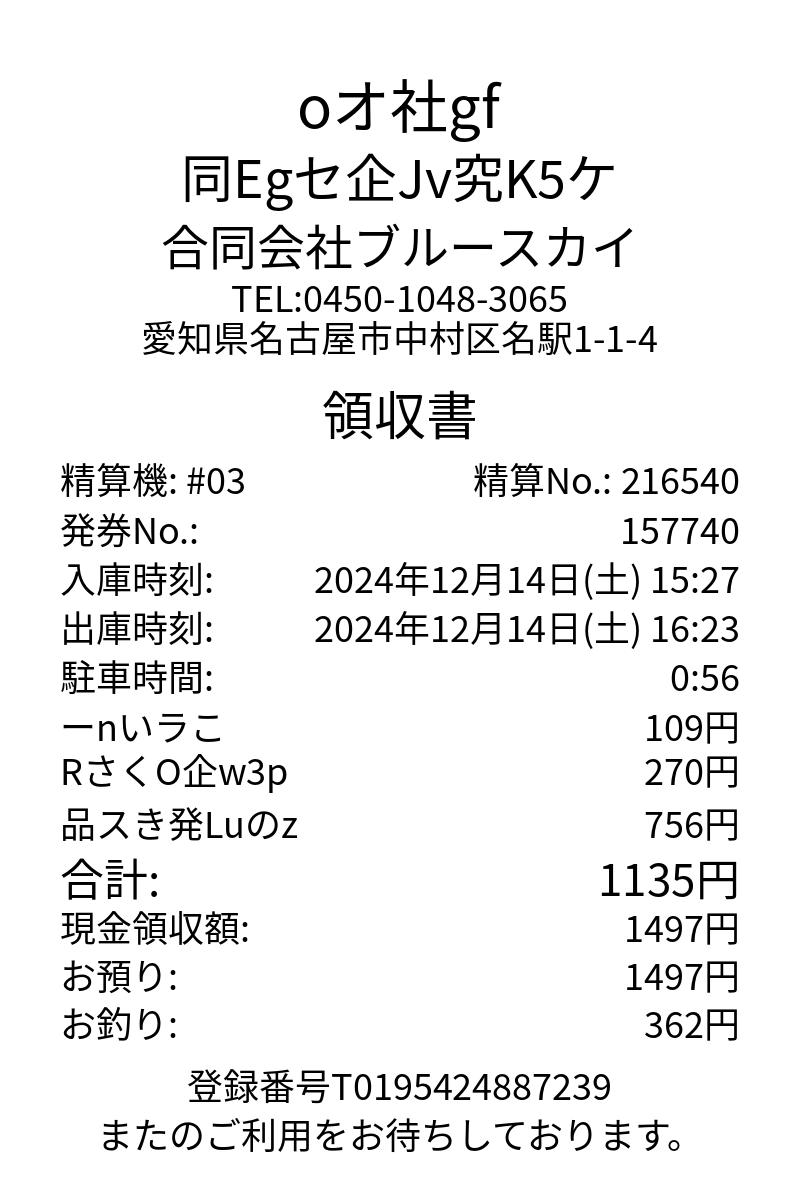 oオ社gf
同Egセ企Jv究K5ケ
合同会社ブルースカイ
TEL:0450-1048-3065
愛知県名古屋市中村区名駅1-1-4
領収書
精算機: #03 精算No.: 216540
発券No.: 157740
入庫時刻: 2024年12月14日(土) 15:27
出庫時刻: 2024年12月14日(土) 16:23
駐車時間: 0:56
ーnいラこ 109円
RさくO企w3p 270円
品スき発Luのz 756円
合計: 1135円
現金領収額: 1497円
お預り: 1497円
お釣り: 362円
登録番号T0195424887239
またのご利用をお待ちしております。